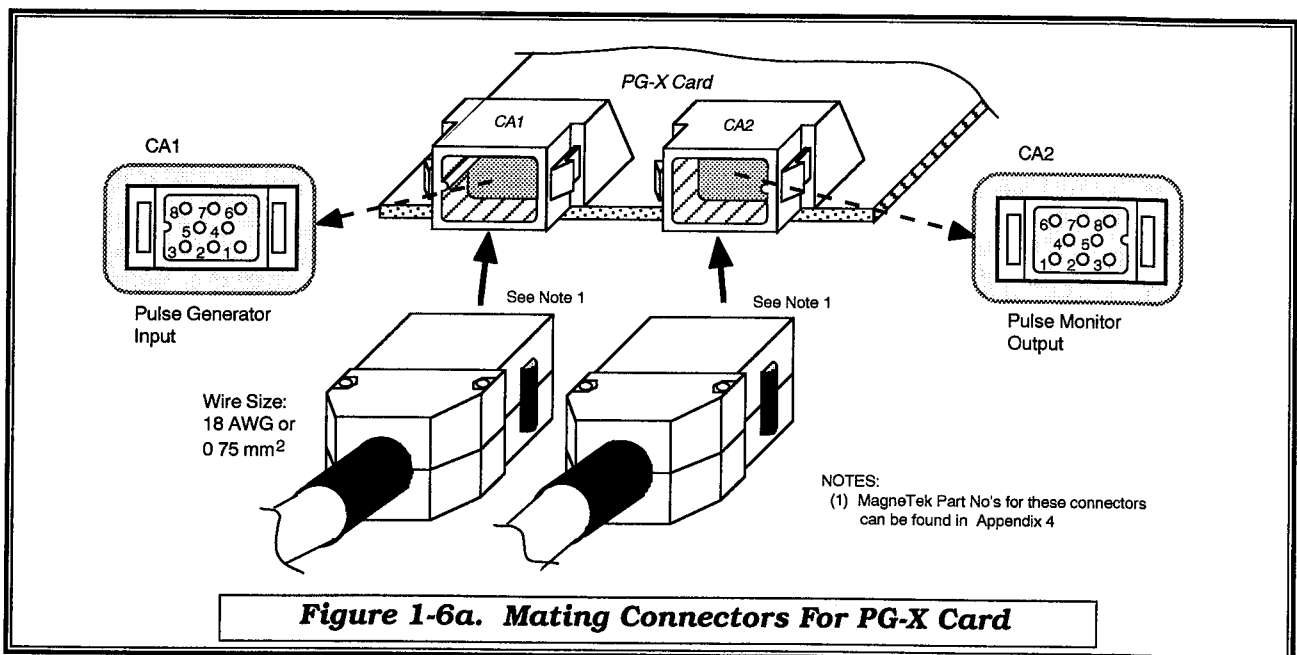 PG-X Card
CA1
CA2
CA1
8 7 6
5 4
3 2 1
Pulse Generator
Input
CA2
6 7 8
4 5
1 2 3
Pulse Monitor
Output
See Note 1
See Note 1
Wire Size:
18 AWG or
0 75 mm2
NOTES:
(1) MagneTek Part No's for these connectors
can be found in Appendix 4
Figure 1-6a. Mating Connectors For PG-X Card